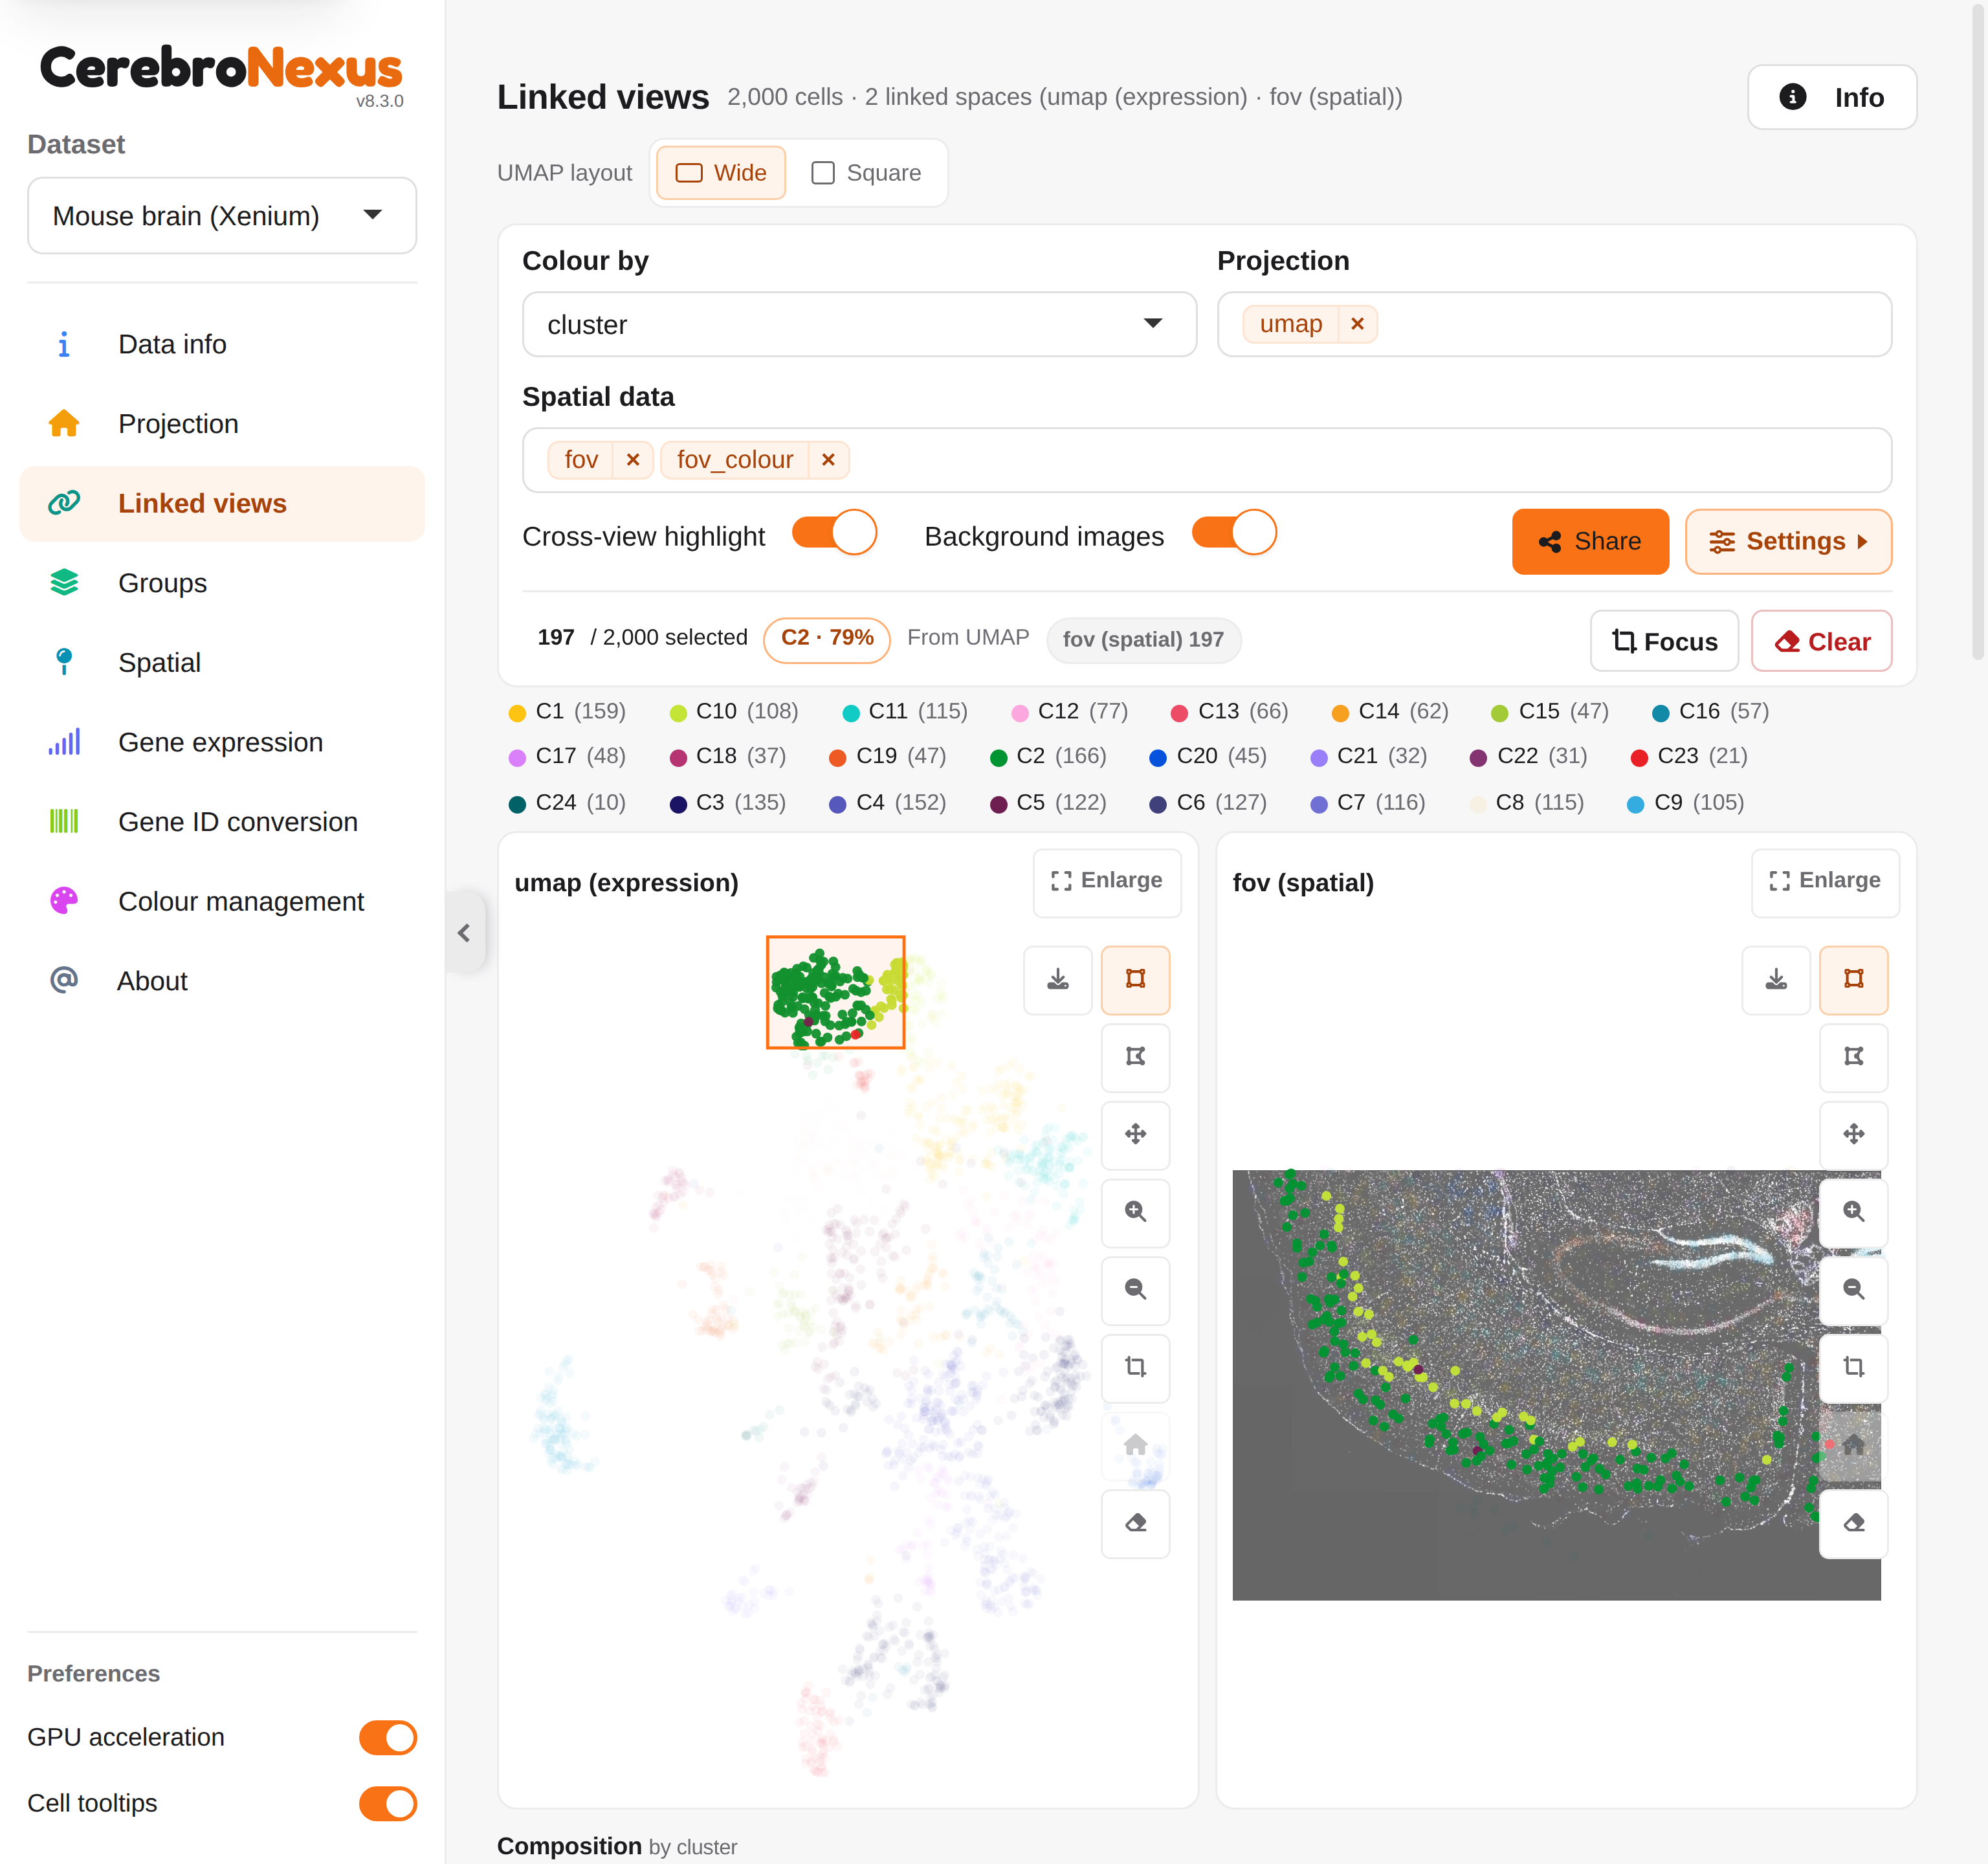 CerebroNexus
v8.3.0
Dataset
Mouse brain (Xenium)
Data info
Projection
Linked views
Groups
Spatial
Gene expression
Gene ID conversion
Colour management
About
Preferences
GPU acceleration
Cell tooltips
Linked views 2,000 cells · 2 linked spaces (umap (expression) · fov (spatial))
Info
UMAP layout Wide Square
Colour by Projection
cluster umap ×
Spatial data
fov × fov_colour ×
Cross-view highlight Background images Share Settings
197 / 2,000 selected C2 · 79% From UMAP fov (spatial) 197 Focus Clear
C1 (159) C10 (108) C11 (115) C12 (77) C13 (66) C14 (62) C15 (47) C16 (57)
C17 (48) C18 (37) C19 (47) C2 (166) C20 (45) C21 (32) C22 (31) C23 (21)
C24 (10) C3 (135) C4 (152) C5 (122) C6 (127) C7 (116) C8 (115) C9 (105)
umap (expression) Enlarge
fov (spatial) Enlarge
Composition by cluster